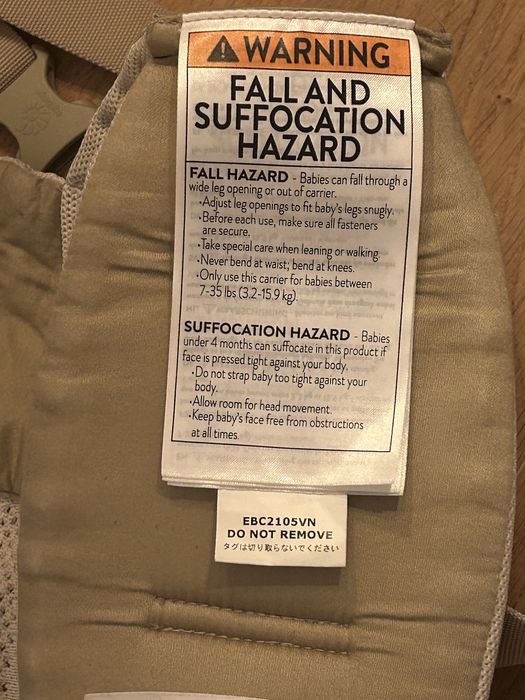 WARNING
FALL AND
SUFFOCATION
HAZARD
FALL HAZARD - Babies can fall through a
wide leg opening or out of carrier.
•Adjust leg openings to fit baby's legs snugly.
•Before each use, make sure all fasteners
are secure.
•Take special care when leaning or walking.
•Never bend at waist; bend at knees.
•Only use this carrier for babies between
7-35 lbs (3.2-15.9 kg).
SUFFOCATION HAZARD - Babies
under 4 months can suffocate in this product if
face is pressed tight against your body.
•Do not strap baby too tight against your
body.
•Allow room for head movement.
•Keep baby's face free from obstructions
at all times.
EBC2105VN
DO NOT REMOVE
タグは切り取らないでください